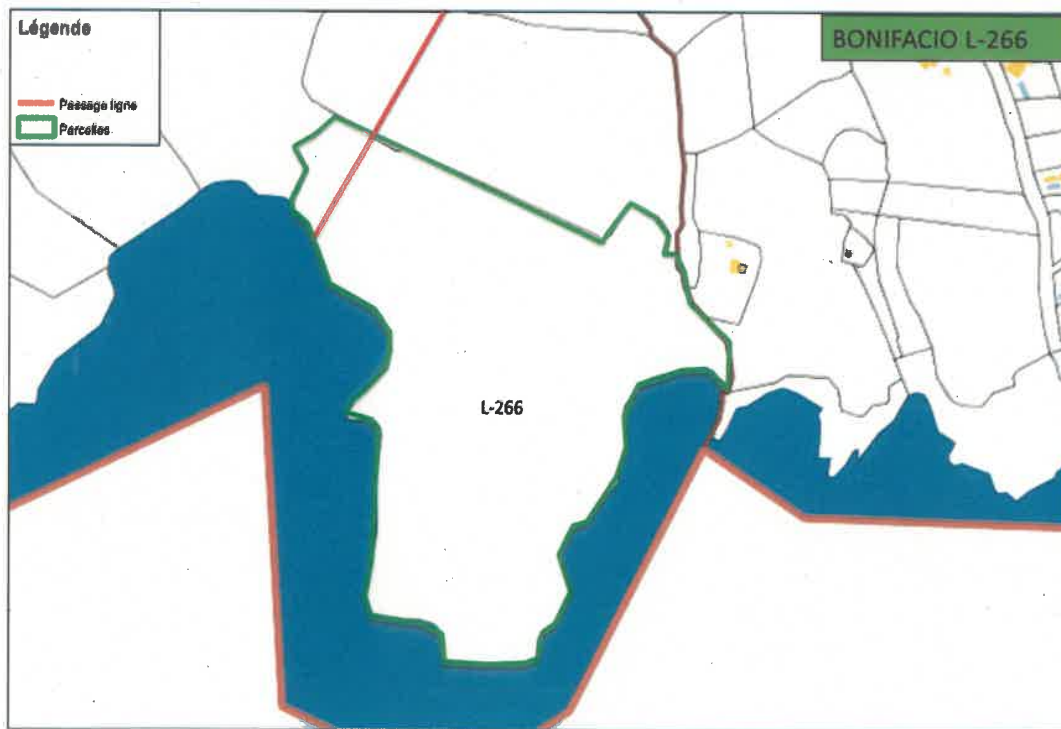 Légende
BONIFACIO L-266
Passage ligne
Parcelles
L-266